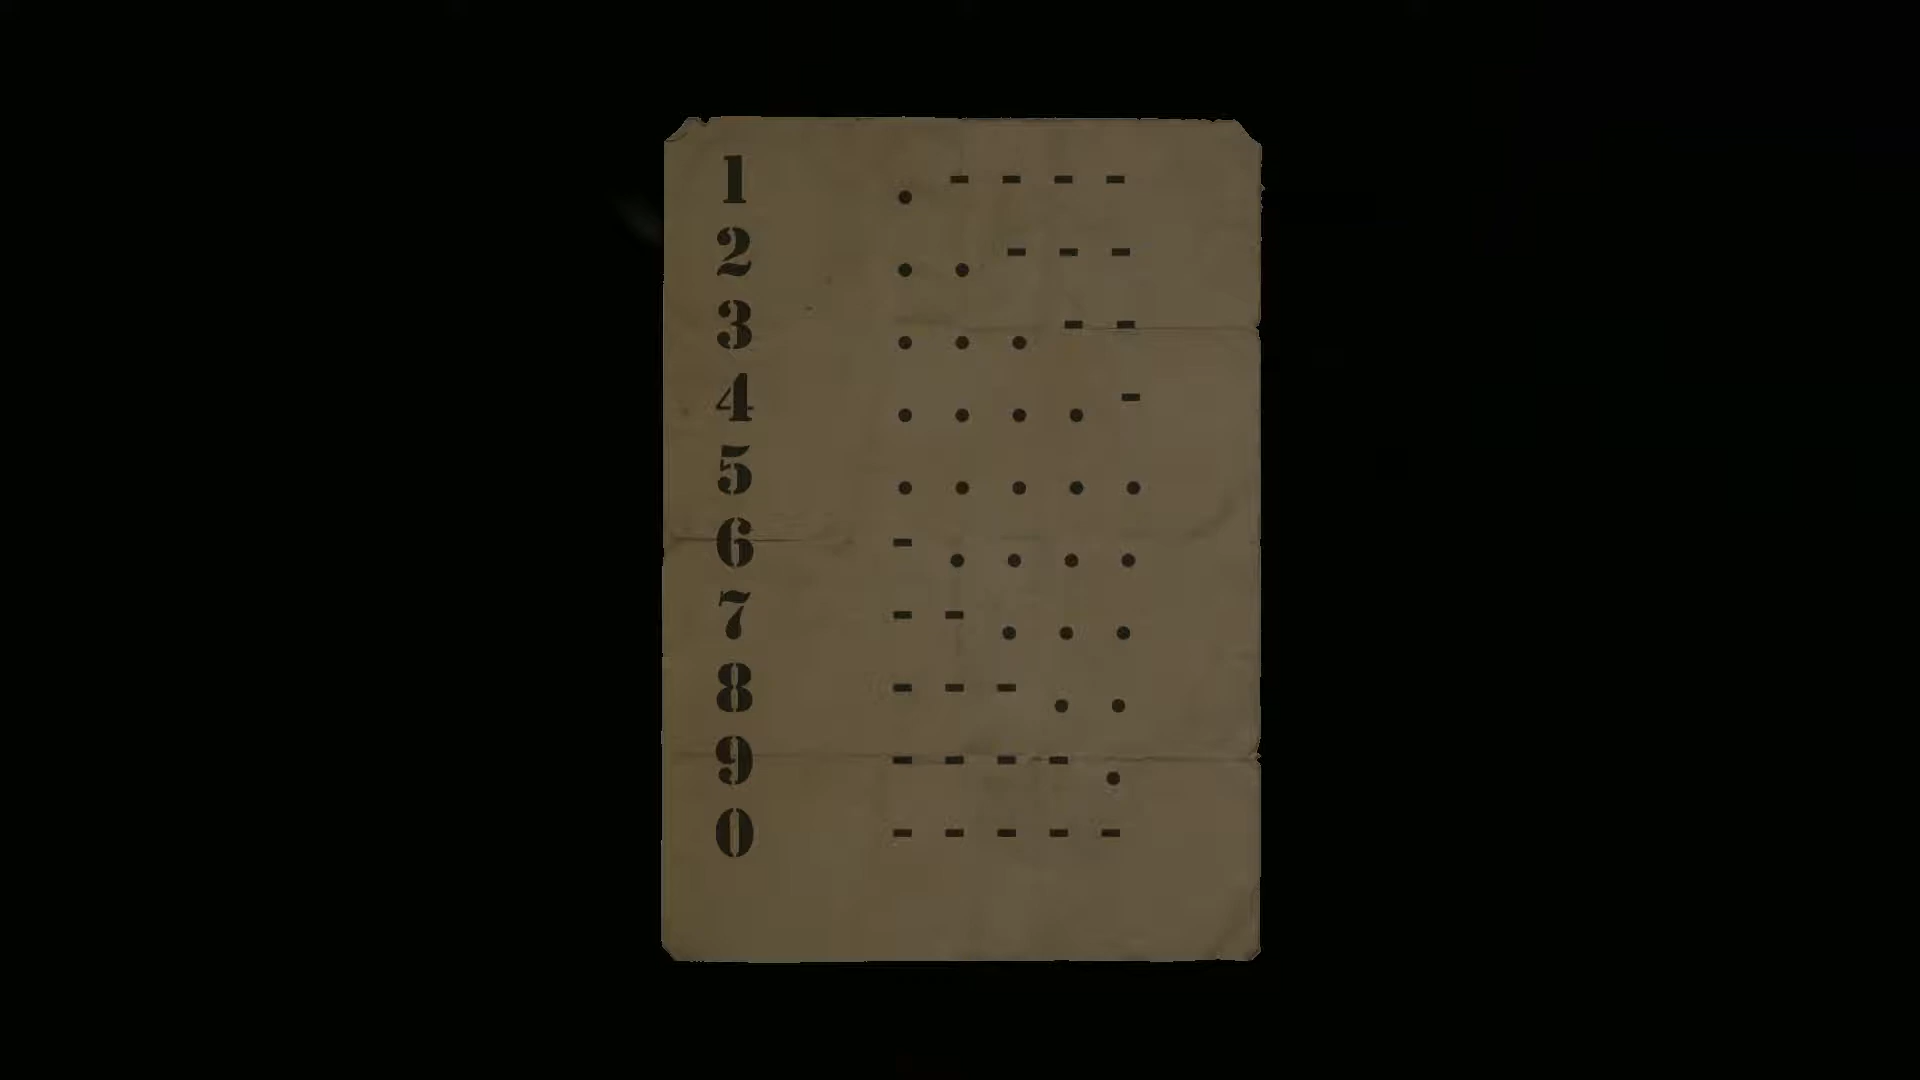 1 . - - - -
2 . . - - -
3 . . . - -
4 . . . . -
5 . . . . .
6 - . . . .
7 - - . . .
8 - - - . .
9 - - - - .
0 - - - - -